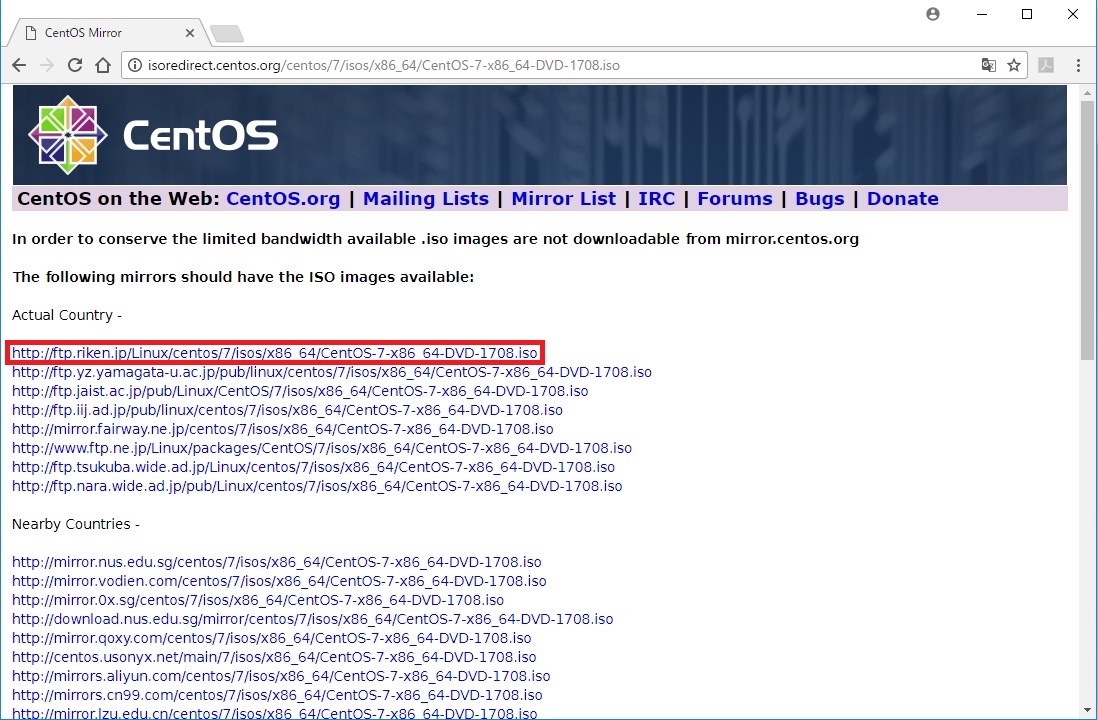 CentOS Mirror
isoredirect.centos.org/centos/7/isos/x86_64/CentOS-7-x86_64-DVD-1708.iso
CentOS
CentOS on the Web: CentOS.org | Mailing Lists | Mirror List | IRC | Forums | Bugs | Donate
In order to conserve the limited bandwidth available .iso images are not downloadable from mirror.centos.org
The following mirrors should have the ISO images available:
Actual Country -
http://ftp.riken.jp/Linux/centos/7/isos/x86_64/CentOS-7-x86_64-DVD-1708.iso
http://ftp.yz.yamagata-u.ac.jp/pub/linux/centos/7/isos/x86_64/CentOS-7-x86_64-DVD-1708.iso
http://ftp.jaist.ac.jp/pub/Linux/CentOS/7/isos/x86_64/CentOS-7-x86_64-DVD-1708.iso
http://ftp.iij.ad.jp/pub/linux/centos/7/isos/x86_64/CentOS-7-x86_64-DVD-1708.iso
http://mirror.fairway.ne.jp/centos/7/isos/x86_64/CentOS-7-x86_64-DVD-1708.iso
http://www.ftp.ne.jp/Linux/packages/CentOS/7/isos/x86_64/CentOS-7-x86_64-DVD-1708.iso
http://ftp.tsukuba.wide.ad.jp/Linux/centos/7/isos/x86_64/CentOS-7-x86_64-DVD-1708.iso
http://ftp.nara.wide.ad.jp/pub/Linux/centos/7/isos/x86_64/CentOS-7-x86_64-DVD-1708.iso
Nearby Countries -
http://mirror.nus.edu.sg/centos/7/isos/x86_64/CentOS-7-x86_64-DVD-1708.iso
http://mirror.vodien.com/centos/7/isos/x86_64/CentOS-7-x86_64-DVD-1708.iso
http://mirror.0x.sg/centos/7/isos/x86_64/CentOS-7-x86_64-DVD-1708.iso
http://download.nus.edu.sg/mirror/centos/7/isos/x86_64/CentOS-7-x86_64-DVD-1708.iso
http://mirror.qoxy.com/centos/7/isos/x86_64/CentOS-7-x86_64-DVD-1708.iso
http://centos.usonyx.net/main/7/isos/x86_64/CentOS-7-x86_64-DVD-1708.iso
http://mirrors.aliyun.com/centos/7/isos/x86_64/CentOS-7-x86_64-DVD-1708.iso
http://mirrors.cn99.com/centos/7/isos/x86_64/CentOS-7-x86_64-DVD-1708.iso
http://mirror.lzu.edu.cn/centos/7/isos/x86_64/CentOS-7-x86_64-DVD-1708.iso